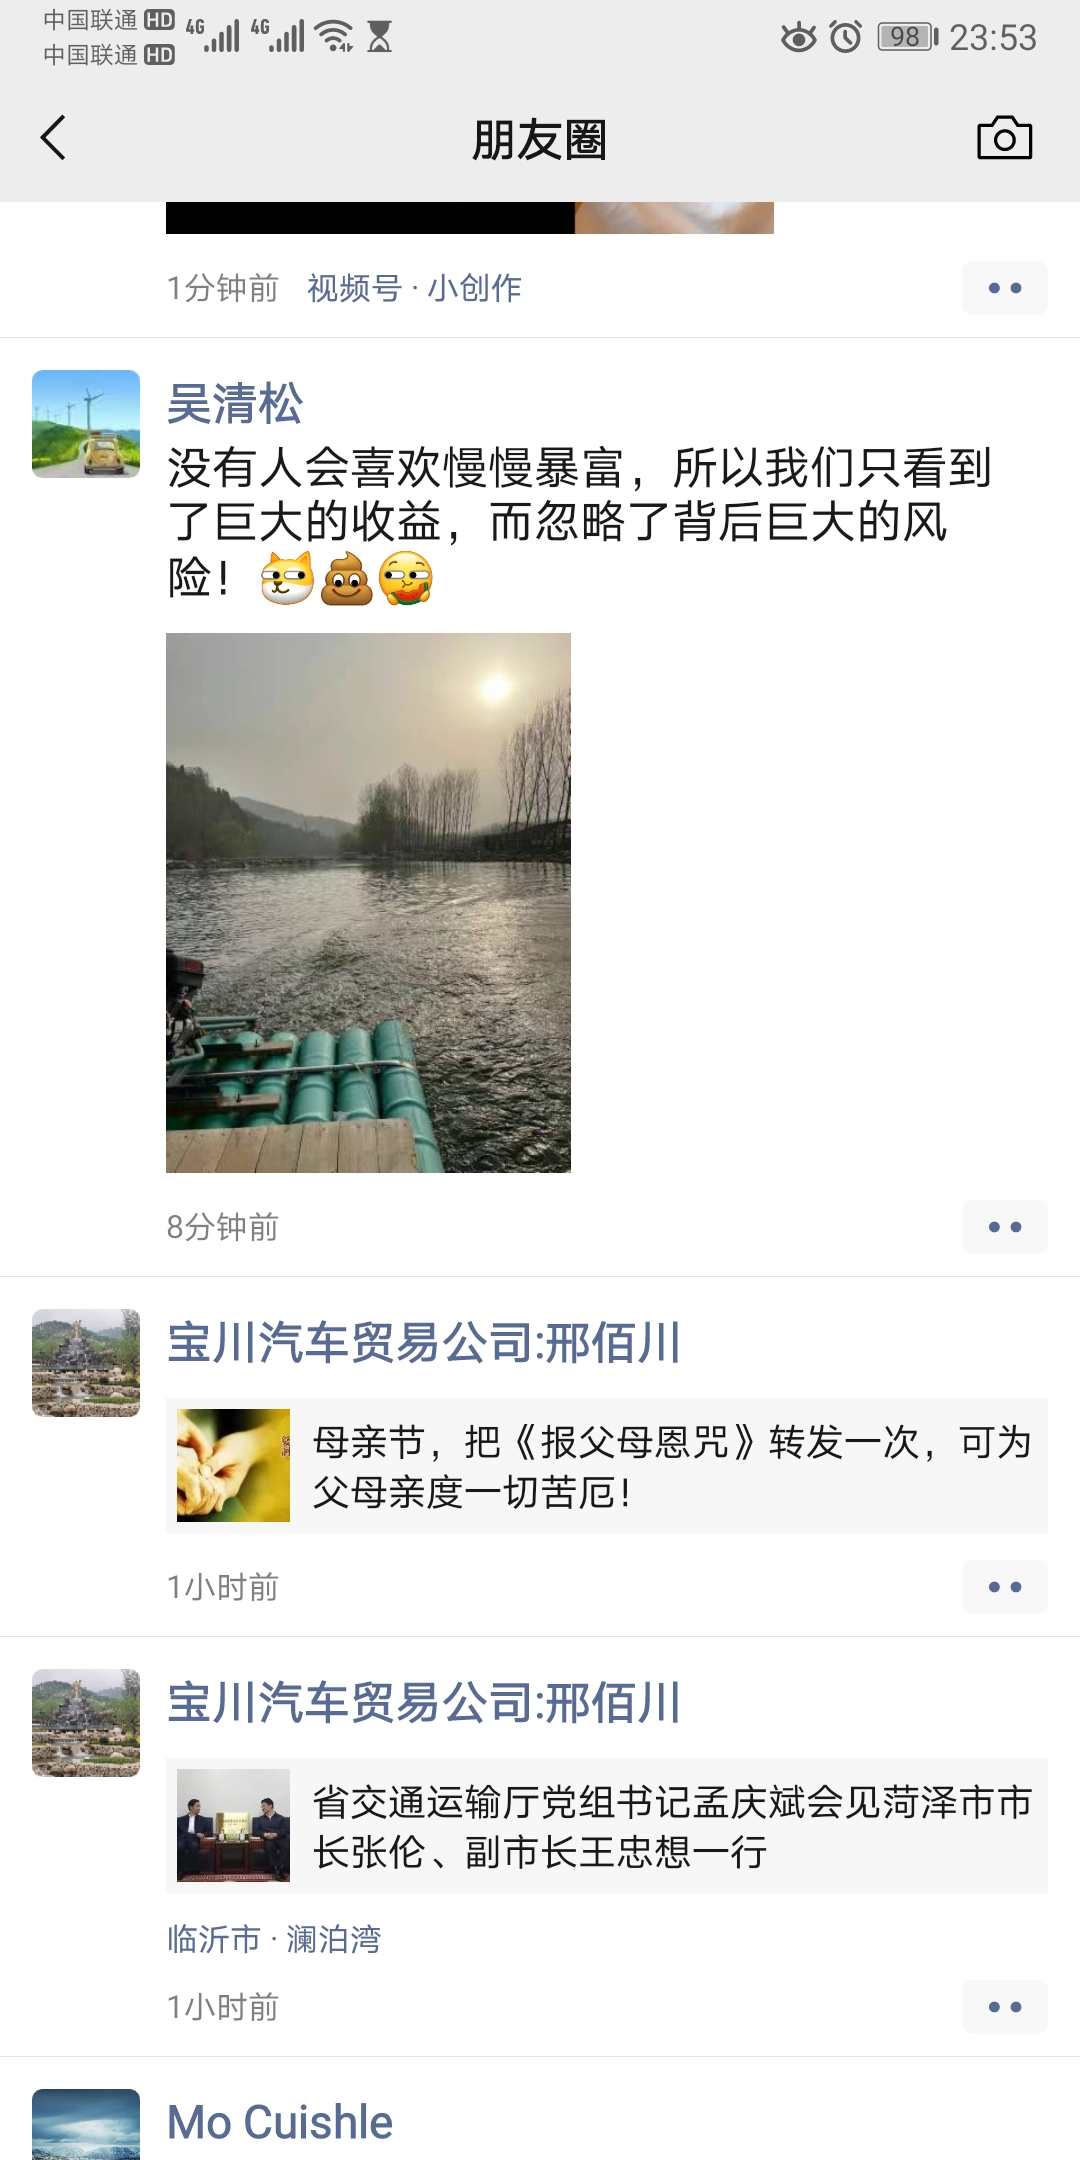 中国联通 HD 4G 4G 98 23:53
中国联通 HD
朋友圈
1分钟前 视频号 · 小创作
吴清松
没有人会喜欢慢慢暴富，所以我们只看到
了巨大的收益，而忽略了背后巨大的风
险！
8分钟前
宝川汽车贸易公司:邢佰川
母亲节，把《报父母恩咒》转发一次，可为
父母亲度一切苦厄！
1小时前
宝川汽车贸易公司:邢佰川
省交通运输厅党组书记孟庆斌会见菏泽市市
长张伦、副市长王忠想一行
临沂市 · 澜泊湾
1小时前
Mo Cuishle